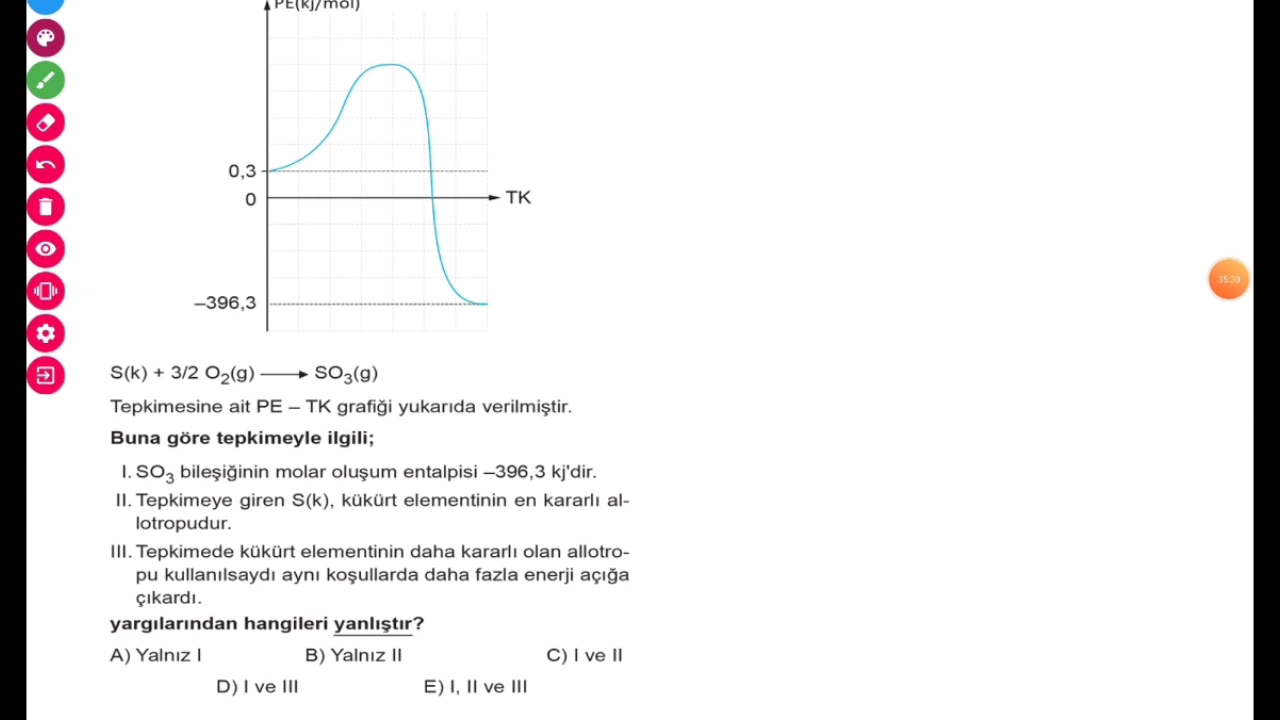 PE(kj/mol)
0,3
0
TK
–396,3
S(k) + 3/2 O₂(g) ⟶ SO₃(g)
Tepkimesine ait PE – TK grafiği yukarıda verilmiştir.
Buna göre tepkimeyle ilgili;
I. SO₃ bileşiğinin molar oluşum entalpisi –396,3 kj'dir.
II. Tepkimeye giren S(k), kükürt elementinin en kararlı al-
lotropudur.
III. Tepkimede kükürt elementinin daha kararlı olan allotro-
pu kullanılsaydı aynı koşullarda daha fazla enerji açığa
çıkardı.
yargılarından hangileri yanlıştır?
A) Yalnız I B) Yalnız II C) I ve II
D) I ve III E) I, II ve III